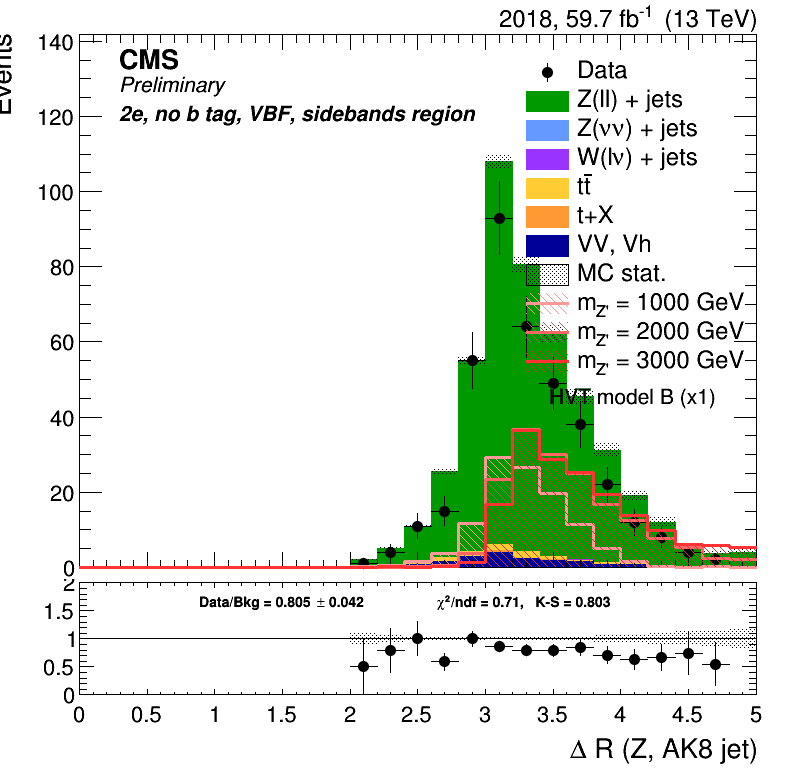 2018, 59.7 fb⁻¹ (13 TeV)
Events
CMS
Preliminary
2e, no b tag, VBF, sidebands region
Data
Z(ll) + jets
Z(νν) + jets
W(lν) + jets
tt̄
t+X
VV, Vh
MC stat.
m_Z' = 1000 GeV
m_Z' = 2000 GeV
m_Z' = 3000 GeV
HVT model B (x1)
140
120
100
80
60
40
20
0
2
1.5
1
0.5
0
Data/Bkg = 0.805 ± 0.042
χ²/ndf = 0.71, K-S = 0.803
0 0.5 1 1.5 2 2.5 3 3.5 4 4.5 5
Δ R (Z, AK8 jet)